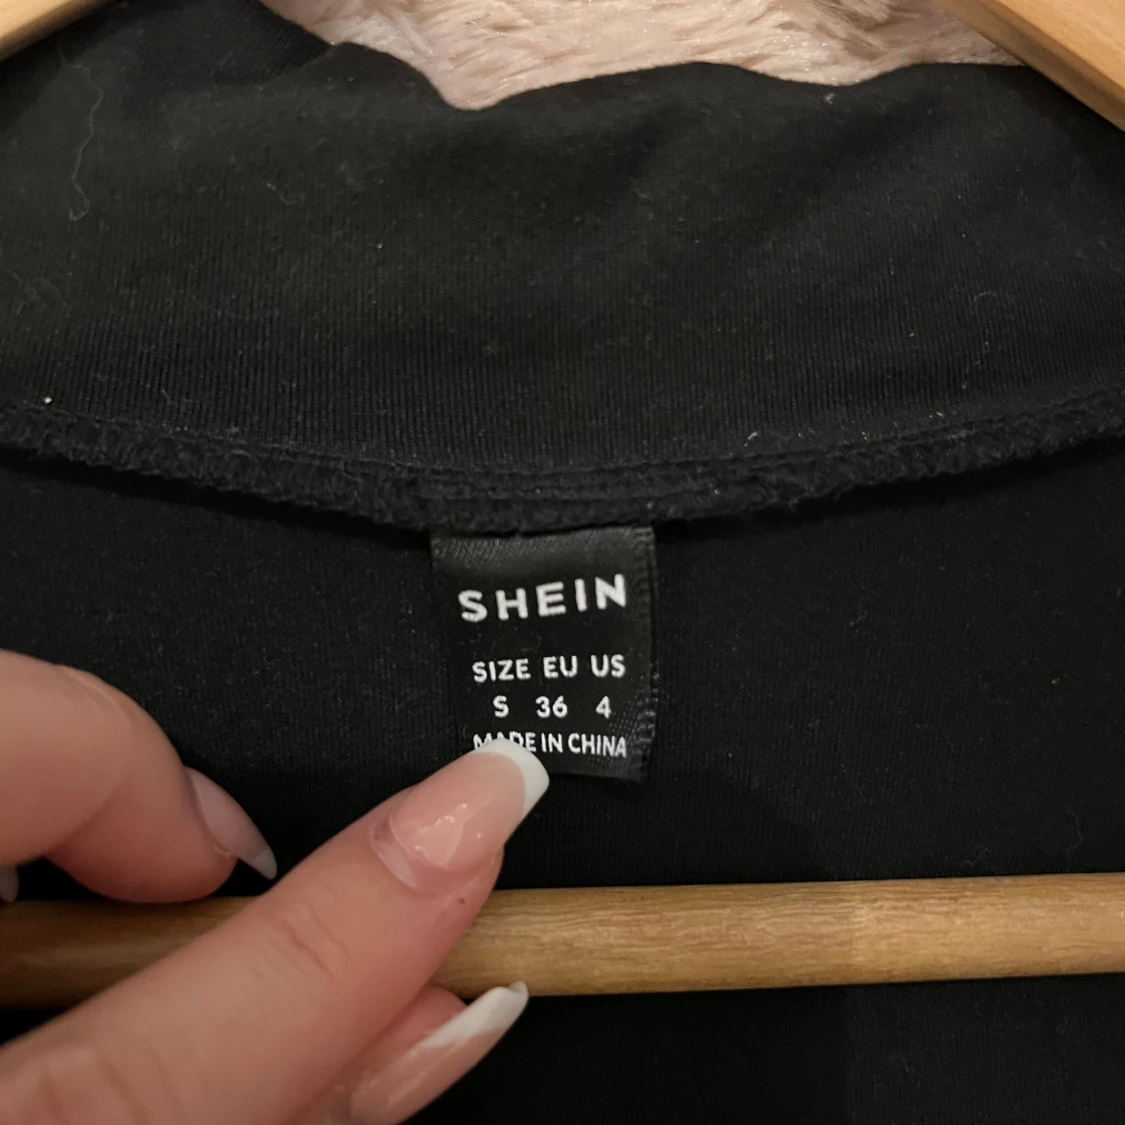 SHEIN
SIZE EU US
S 36 4
MADE IN CHINA